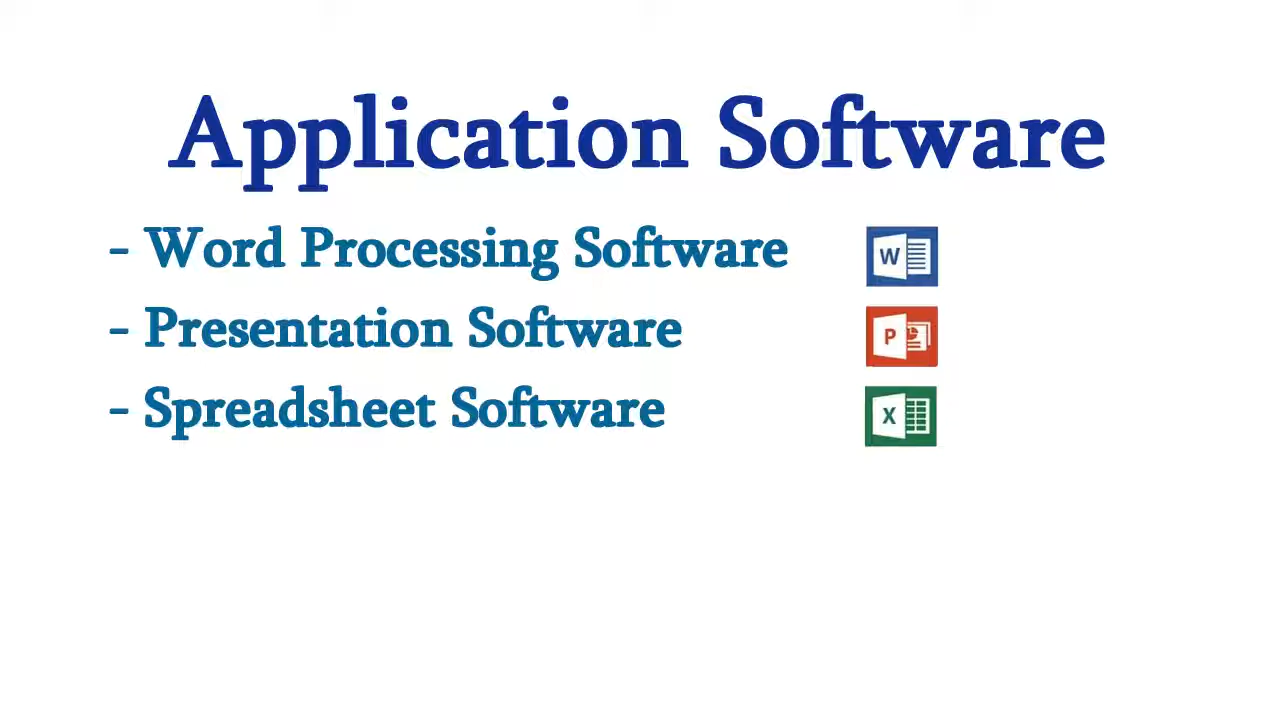 Application Software
- Word Processing Software
W
- Presentation Software
P
- Spreadsheet Software
X